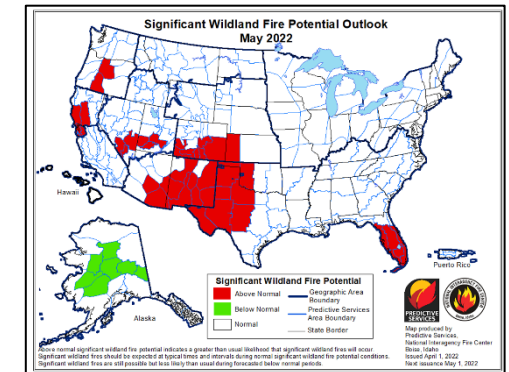 Significant Wildland Fire Potential Outlook
May 2022
Hawaii
Puerto Rico
Alaska
Significant Wildland Fire Potential
Above Normal
Below Normal
Normal
Geographic Area
Boundary
Predictive Services
Area Boundary
State Border
PREDICTIVE
SERVICES
Map produced by
Predictive Services,
National Interagency Fire Center
Boise, Idaho
Issued April 1, 2022
Next issuance May 1, 2022
Above normal significant wildland fire potential indicates a greater than usual likelihood that significant wildland fires will occur.
Significant wildland fires should be expected at typical times and intervals during normal significant wildland fire potential conditions.
Significant wildland fires are still possible but less likely than usual during forecasted below normal periods.